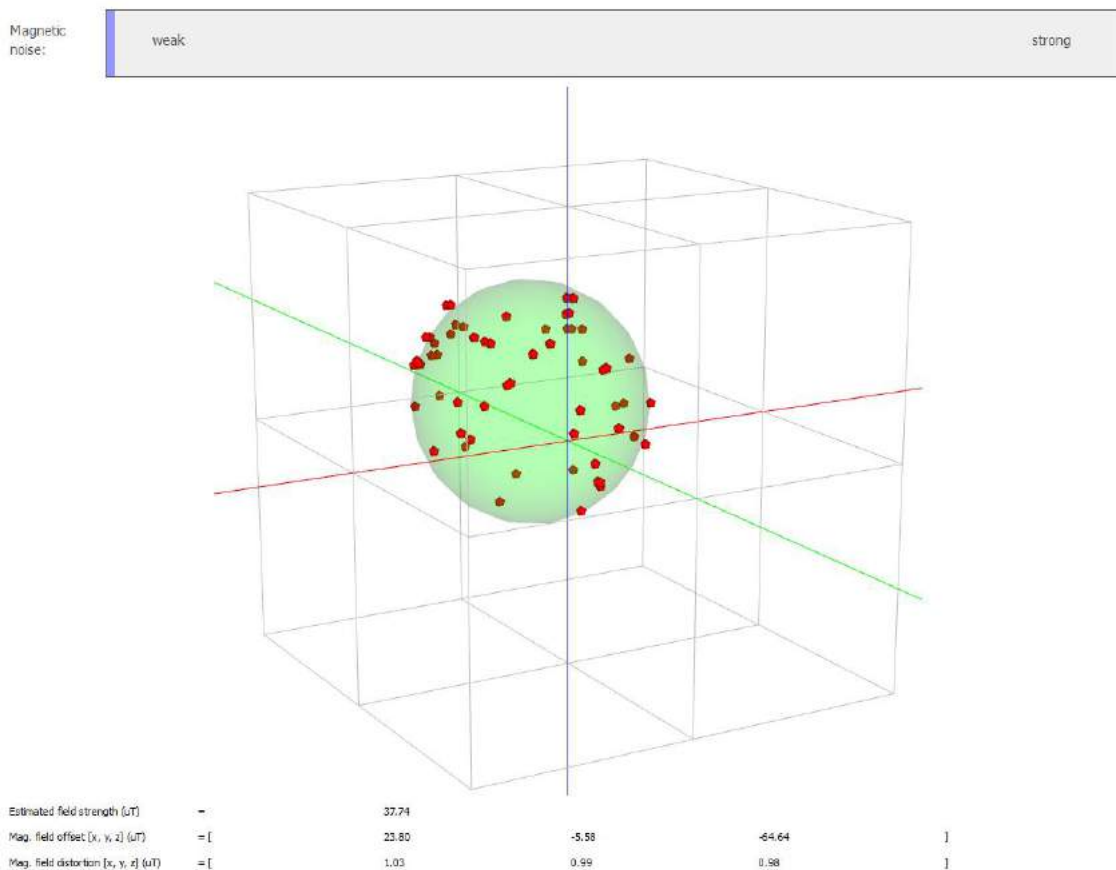 Magnetic noise:
weak strong
Estimated field strength (uT) = 37.74
Mag. field offset [x, y, z] (uT) = [ 23.80 -5.58 -64.64 ]
Mag. field distortion [x, y, z] (uT) = [ 1.03 0.99 0.98 ]